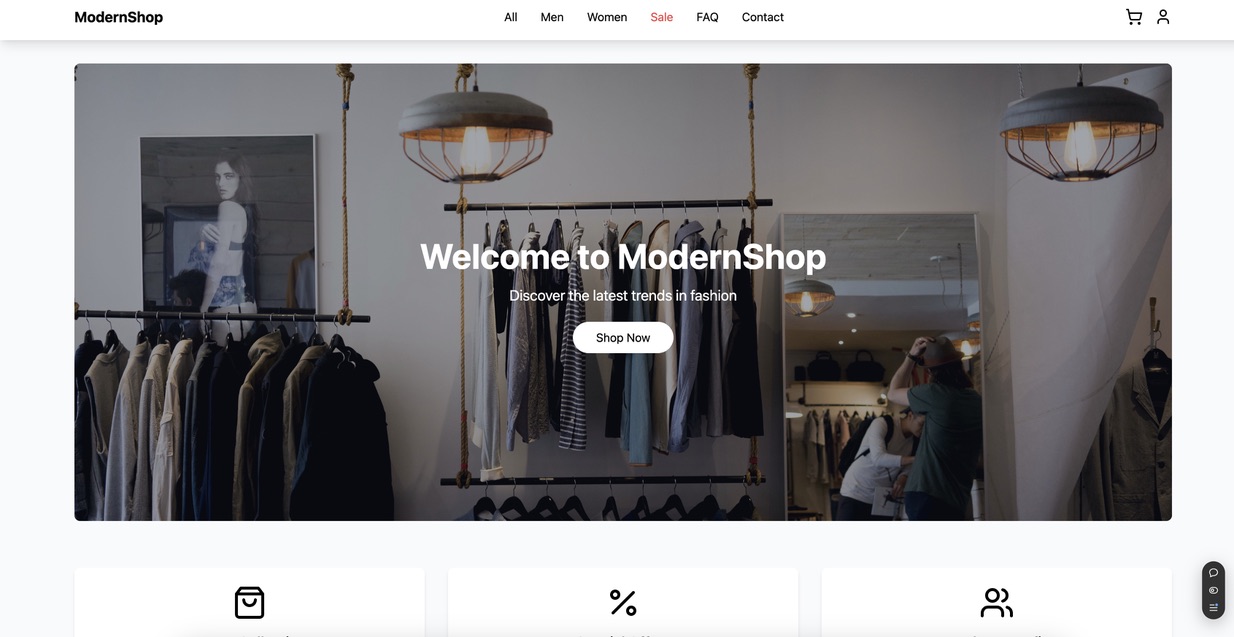 ModernShop
All Men Women Sale FAQ Contact
Welcome to ModernShop
Discover the latest trends in fashion
Shop Now